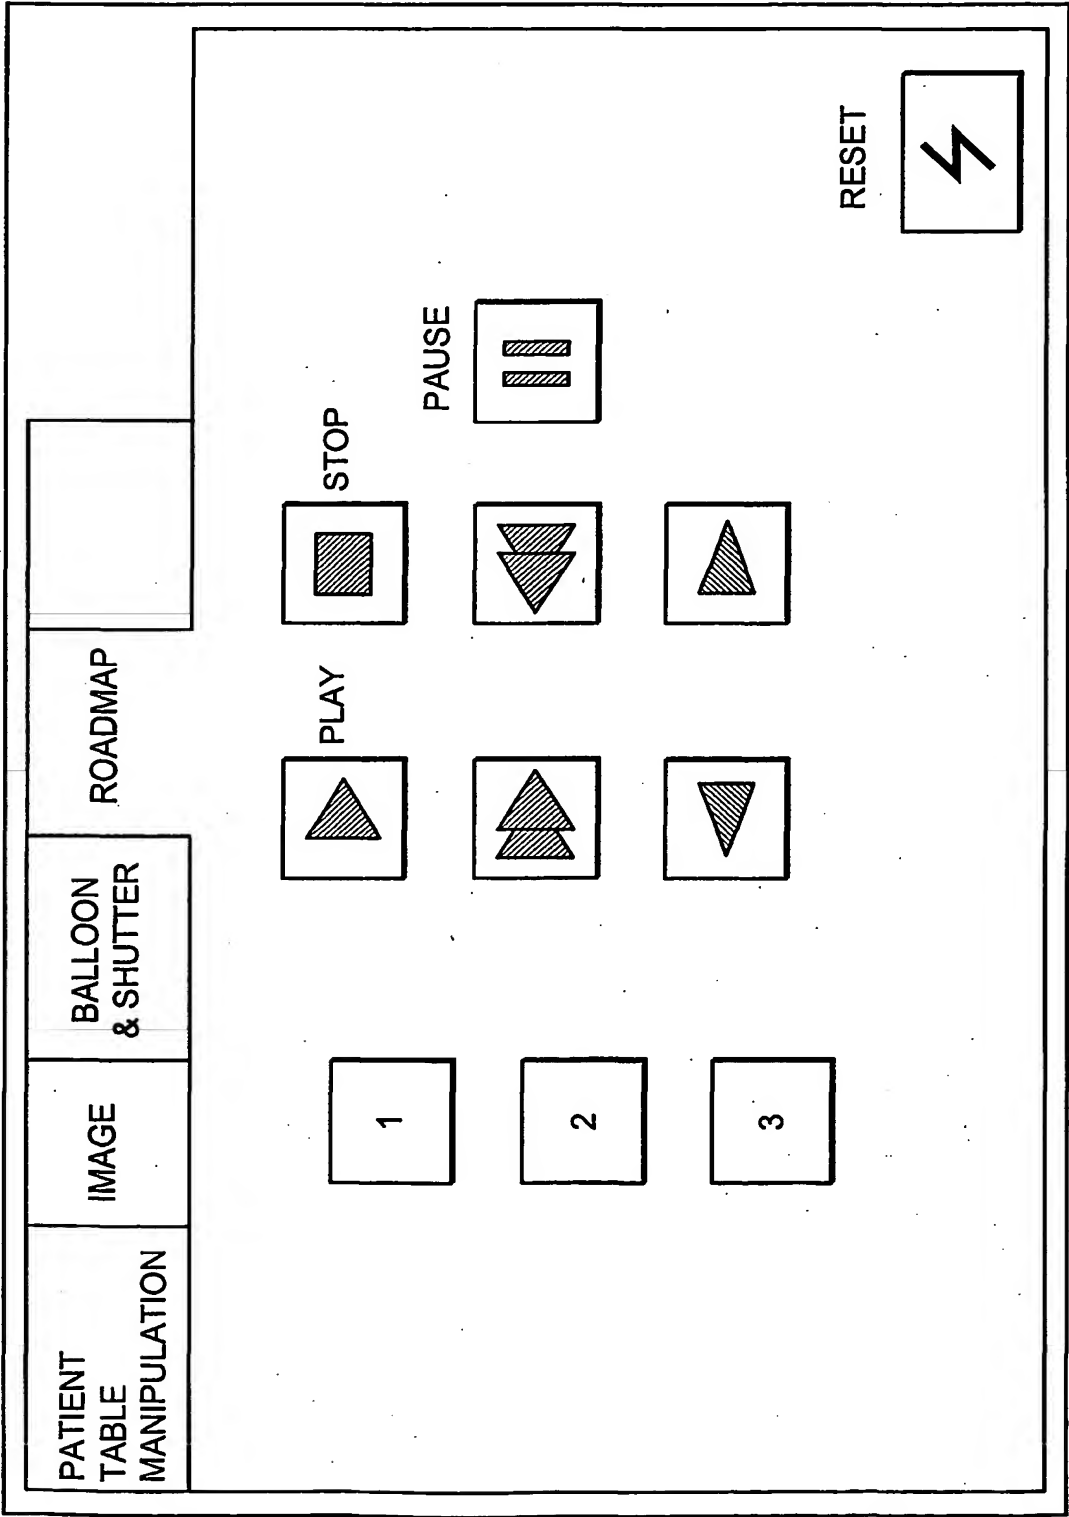 PATIENT
TABLE
MANIPULATION
IMAGE
BALLOON
& SHUTTER
ROADMAP
PLAY
STOP
PAUSE
1
2
3
RESET